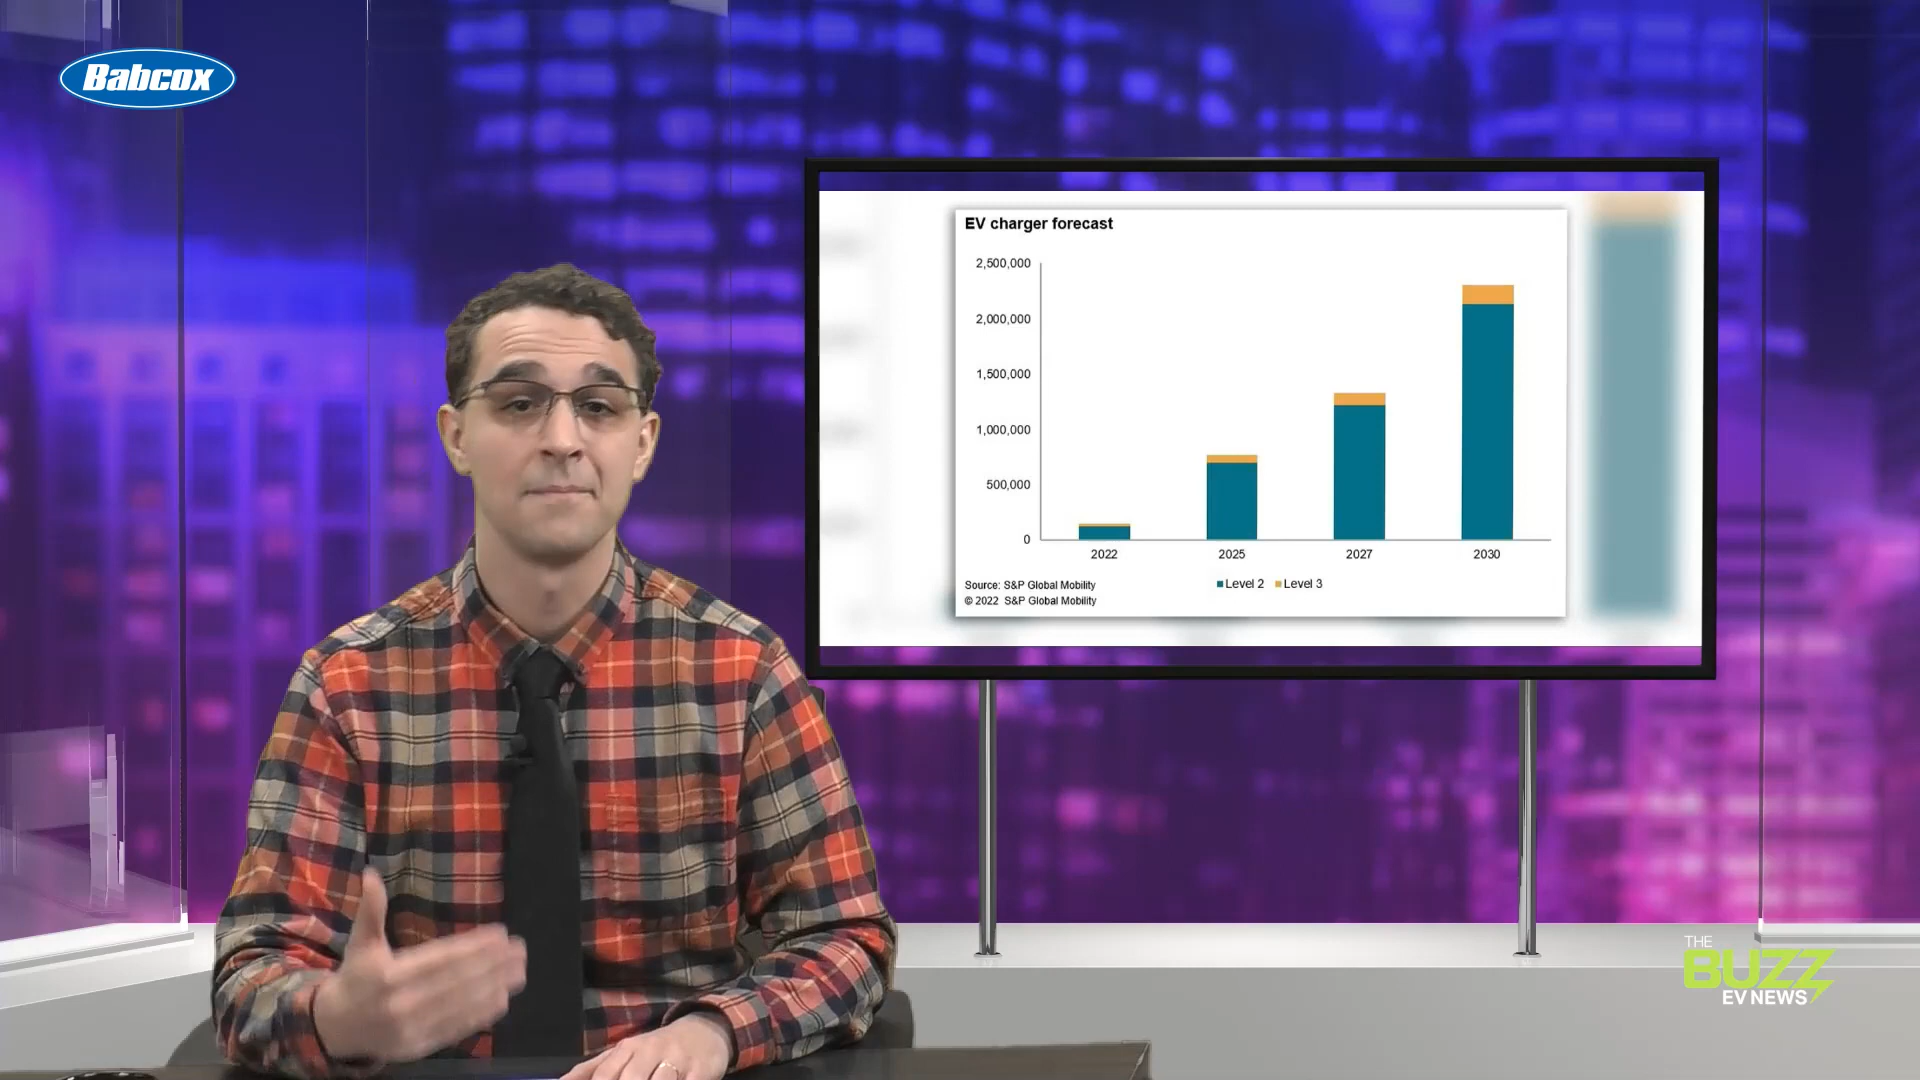 Babcox
EV charger forecast
2,500,000
2,000,000
1,500,000
1,000,000
500,000
0
2022 2025 2027 2030
Source: S&P Global Mobility
© 2022 S&P Global Mobility
Level 2 Level 3
THE
BUZZ
EV NEWS